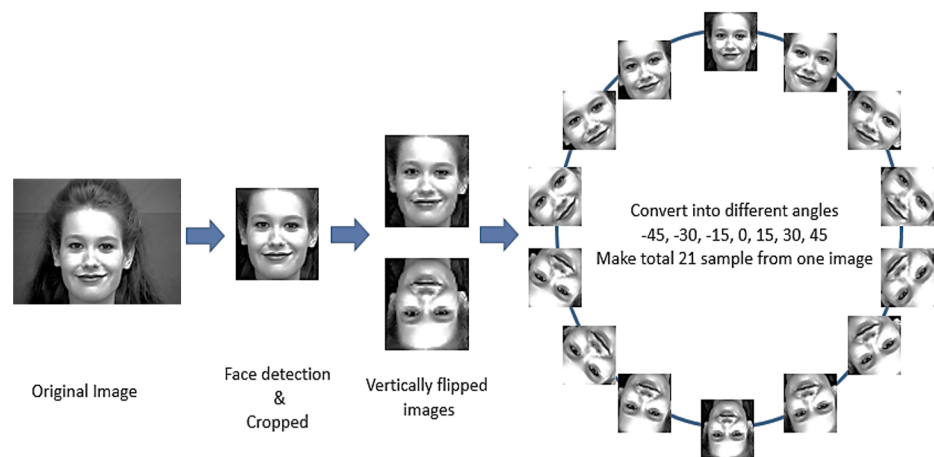 Original Image
Face detection
&
Cropped
Vertically flipped
images
Convert into different angles
-45, -30, -15, 0, 15, 30, 45
Make total 21 sample from one image